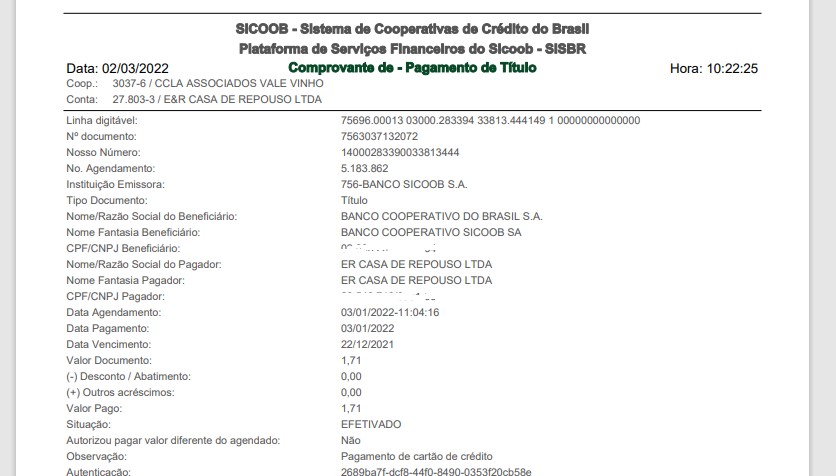 SICOOB - Sistema de Cooperativas de Crédito do Brasil
Plataforma de Serviços Financeiros do Sicoob - SISBR
Data: 02/03/2022 Comprovante de - Pagamento de Título Hora: 10:22:25
Coop.: 3037-6 / CCLA ASSOCIADOS VALE VINHO
Conta: 27.803-3 / E&R CASA DE REPOUSO LTDA
Linha digitável: 75696.00013 03000.283394 33813.444149 1 00000000000000
Nº documento: 7563037132072
Nosso Número: 14000283390033813444
No. Agendamento: 5.183.862
Instituição Emissora: 756-BANCO SICOOB S.A.
Tipo Documento: Título
Nome/Razão Social do Beneficiário: BANCO COOPERATIVO DO BRASIL S.A.
Nome Fantasia Beneficiário: BANCO COOPERATIVO SICOOB SA
CPF/CNPJ Beneficiário:
Nome/Razão Social do Pagador: ER CASA DE REPOUSO LTDA
Nome Fantasia Pagador: ER CASA DE REPOUSO LTDA
CPF/CNPJ Pagador:
Data Agendamento: 03/01/2022-11:04:16
Data Pagamento: 03/01/2022
Data Vencimento: 22/12/2021
Valor Documento: 1,71
(-) Desconto / Abatimento: 0,00
(+) Outros acréscimos: 0,00
Valor Pago: 1,71
Situação: EFETIVADO
Autorizou pagar valor diferente do agendado: Não
Observação: Pagamento de cartão de crédito
Autenticação: 2689ba7f-dcf8-44f0-8490-0353f20cb58e